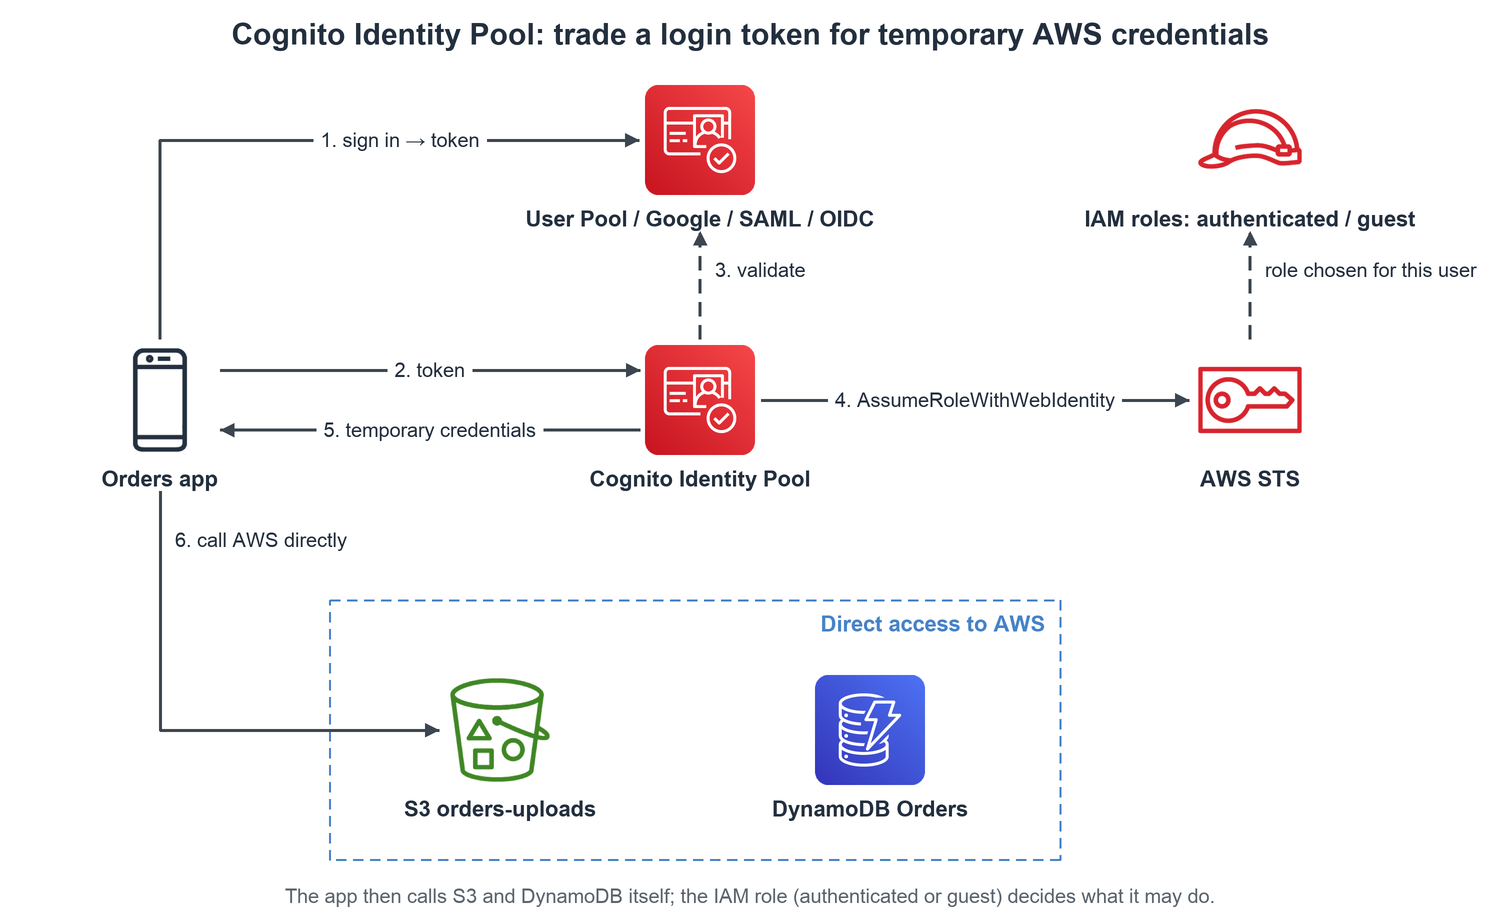 Cognito Identity Pool: trade a login token for temporary AWS credentials
1. sign in → token
User Pool / Google / SAML / OIDC
IAM roles: authenticated / guest
3. validate
role chosen for this user
2. token
4. AssumeRoleWithWebIdentity
5. temporary credentials
Orders app
Cognito Identity Pool
AWS STS
6. call AWS directly
Direct access to AWS
S3 orders-uploads
DynamoDB Orders
The app then calls S3 and DynamoDB itself; the IAM role (authenticated or guest) decides what it may do.